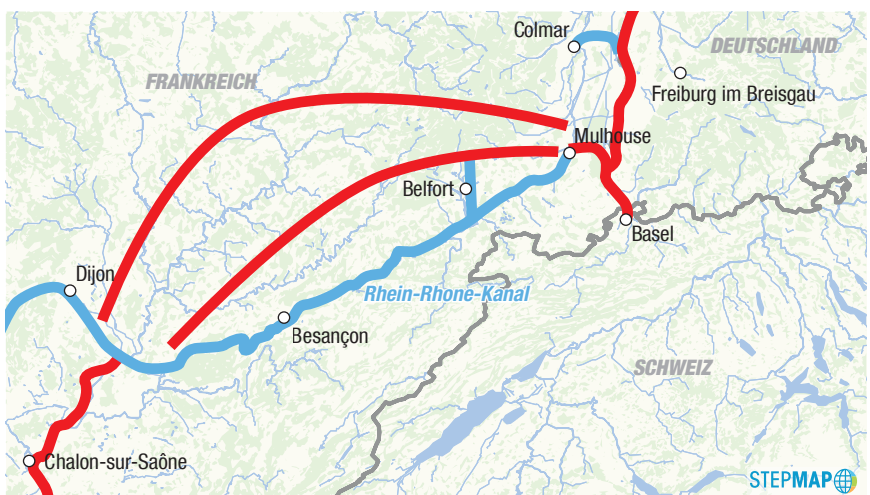 Colmar
DEUTSCHLAND
FRANKREICH
Freiburg im Breisgau
Mulhouse
Belfort
Basel
Dijon
Rhein-Rhone-Kanal
Besançon
SCHWEIZ
Chalon-sur-Saône
STEPMAP